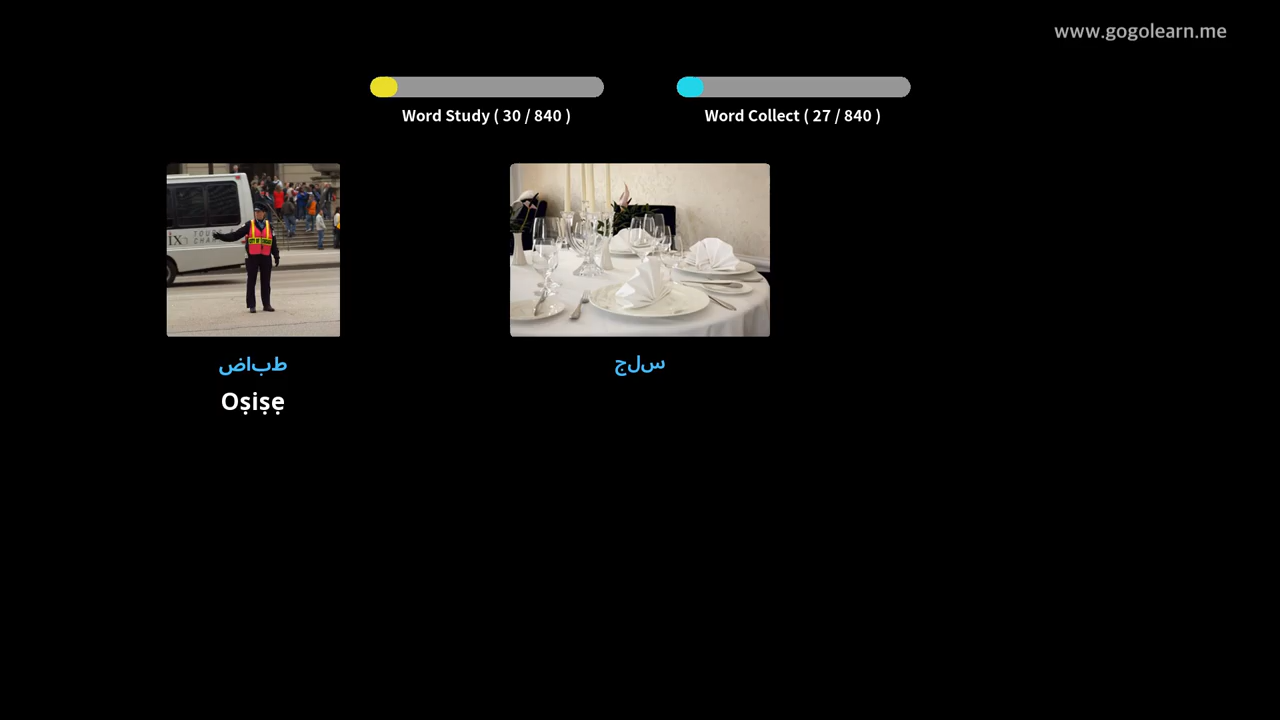 www.gogolearn.me
Word Study ( 30 / 840 )
Word Collect ( 27 / 840 )
طباض
سلج
Oṣiṣẹ